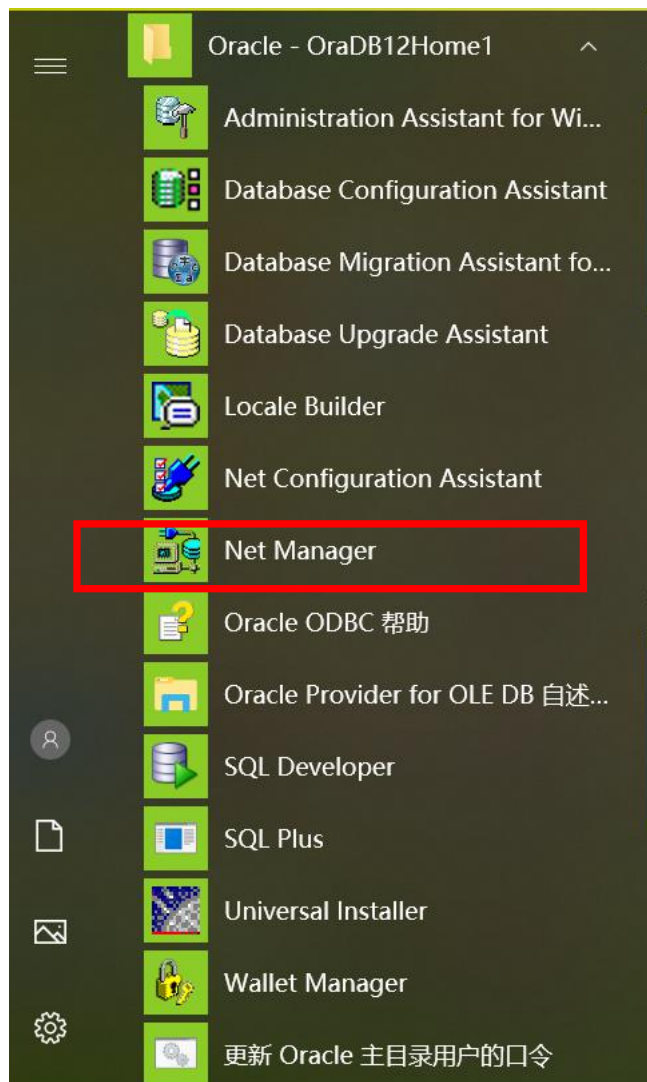 Oracle - OraDB12Home1
Administration Assistant for Wi...
Database Configuration Assistant
Database Migration Assistant fo...
Database Upgrade Assistant
Locale Builder
Net Configuration Assistant
Net Manager
Oracle ODBC 帮助
Oracle Provider for OLE DB 自述...
SQL Developer
SQL Plus
Universal Installer
Wallet Manager
更新 Oracle 主目录用户的口令